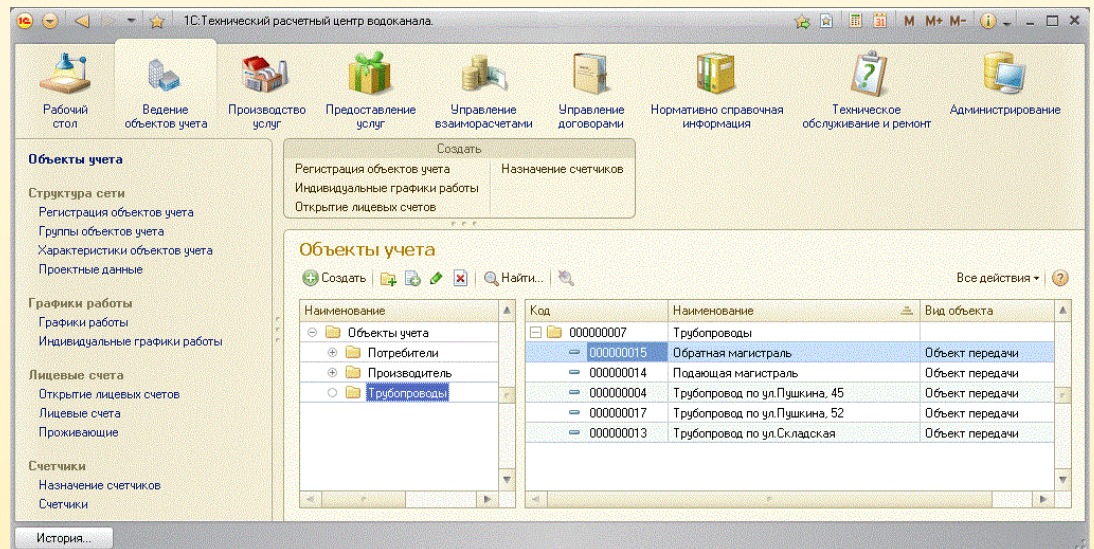 1С:Технический расчетный центр водоканала.
M M+ M-
Рабочий стол
Ведение объектов учета
Производство услуг
Предоставление услуг
Управление взаиморасчетами
Управление договорами
Нормативно справочная информация
Техническое обслуживание и ремонт
Администрирование
Объекты учета
Структура сети
Регистрация объектов учета
Группы объектов учета
Характеристики объектов учета
Проектные данные
Графики работы
Графики работы
Индивидуальные графики работы
Лицевые счета
Открытие лицевых счетов
Лицевые счета
Проживающие
Счетчики
Назначение счетчиков
Счетчики
Создать
Регистрация объектов учета Назначение счетчиков
Индивидуальные графики работы
Открытие лицевых счетов
Объекты учета
Создать Найти... Все действия
Наименование
Объекты учета
Потребители
Производитель
Трубопроводы
Код Наименование Вид объекта
000000007 Трубопроводы
000000015 Обратная магистраль Объект передачи
000000014 Подающая магистраль Объект передачи
000000004 Трубопровод по ул.Пушкина, 45 Объект передачи
000000017 Трубопровод по ул.Пушкина, 52 Объект передачи
000000013 Трубопровод по ул.Складская Объект передачи
История...